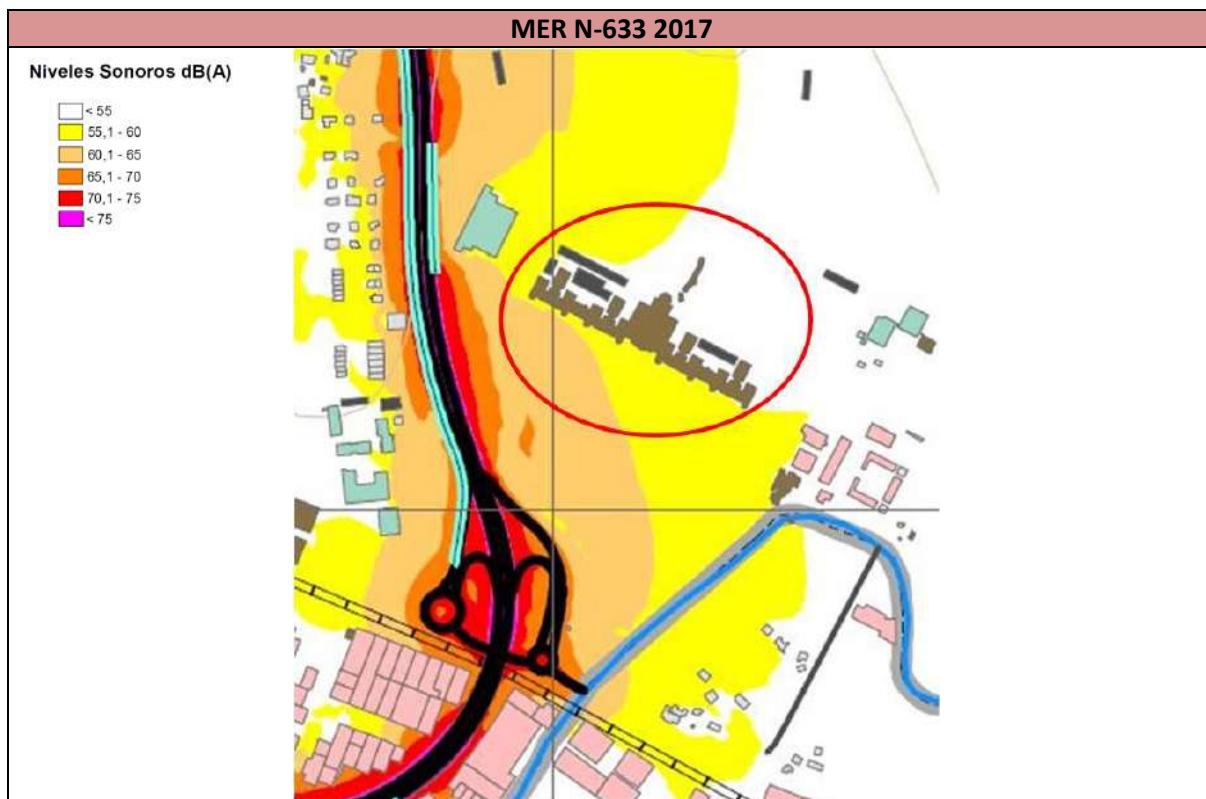 MER N-633 2017
Niveles Sonoros dB(A)
< 55
55,1 - 60
60,1 - 65
65,1 - 70
70,1 - 75
< 75